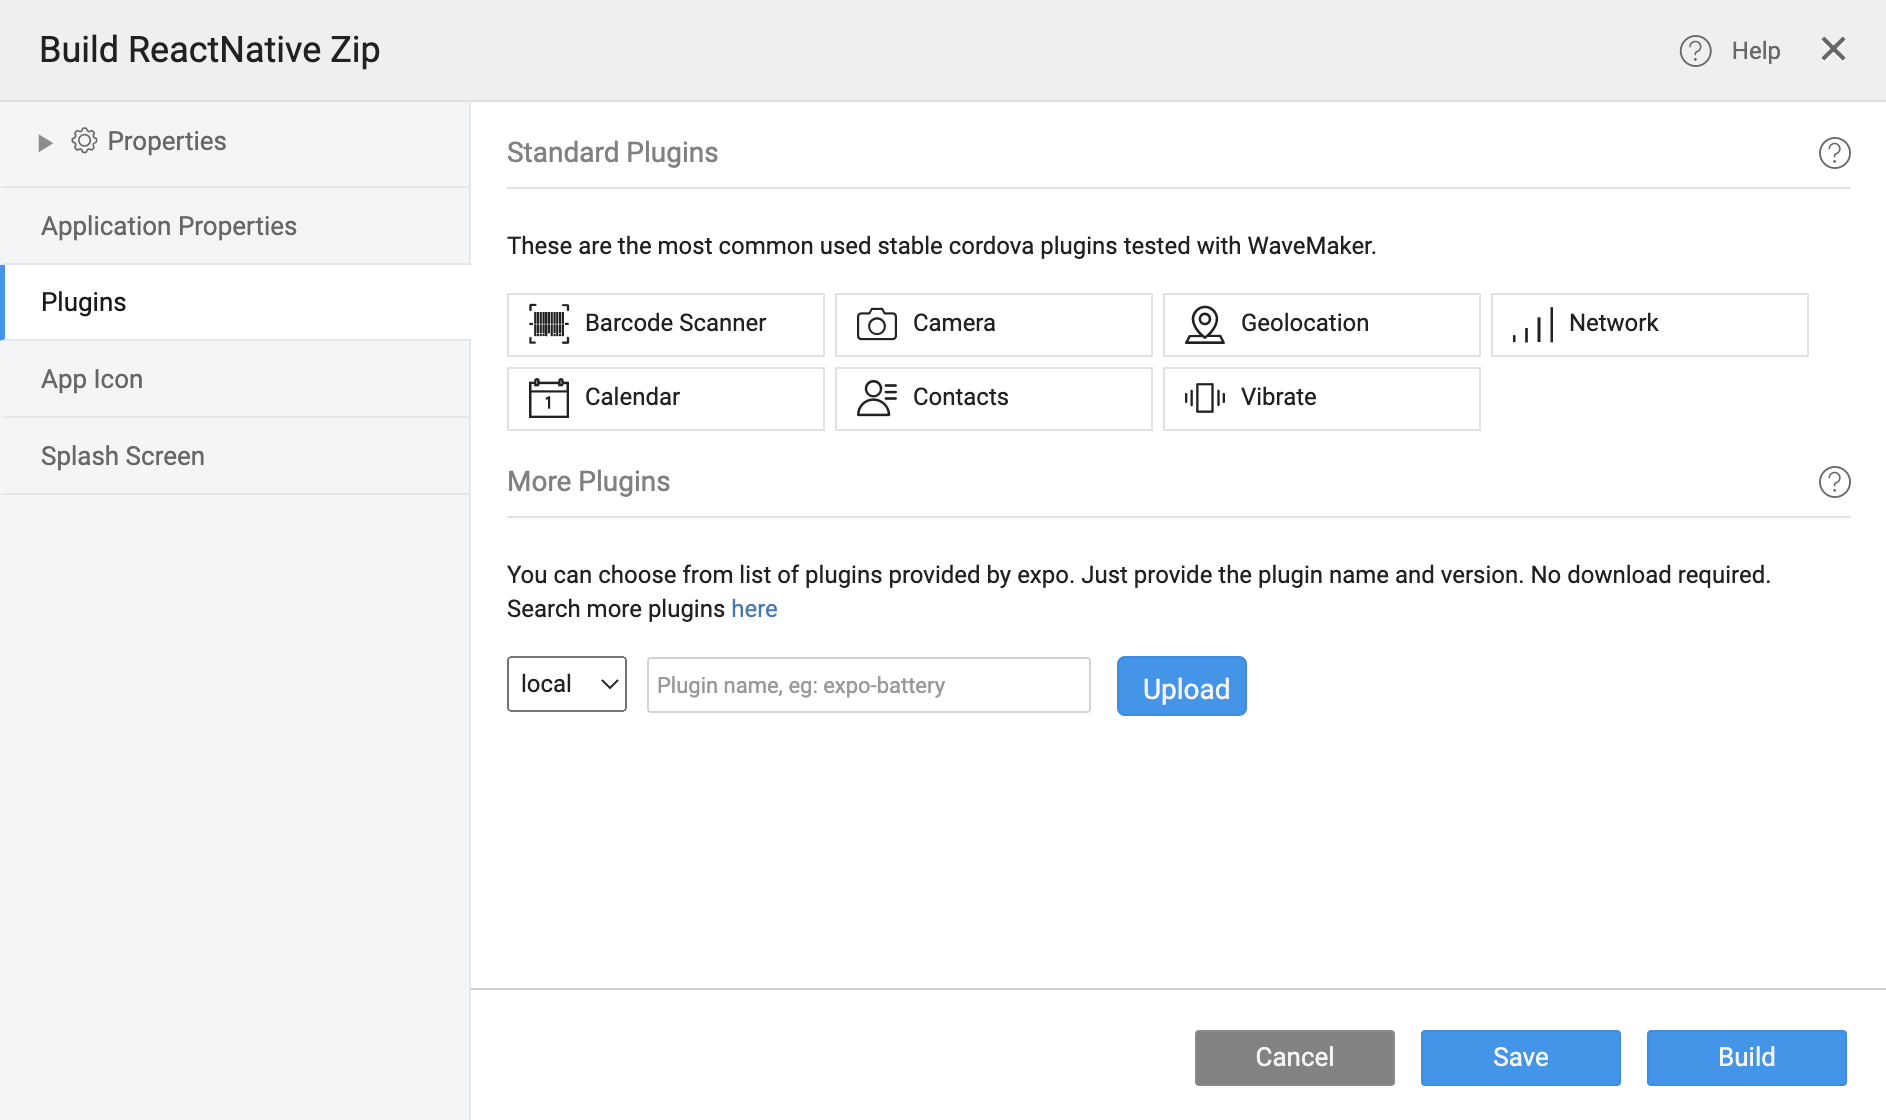 Build ReactNative Zip
? Help
Properties
Application Properties
Plugins
App Icon
Splash Screen
Standard Plugins
?
These are the most common used stable cordova plugins tested with WaveMaker.
Barcode Scanner
Camera
Geolocation
Network
1 Calendar
Contacts
Vibrate
More Plugins
?
You can choose from list of plugins provided by expo. Just provide the plugin name and version. No download required.
Search more plugins here
local
Plugin name, eg: expo-battery
Upload
Cancel
Save
Build